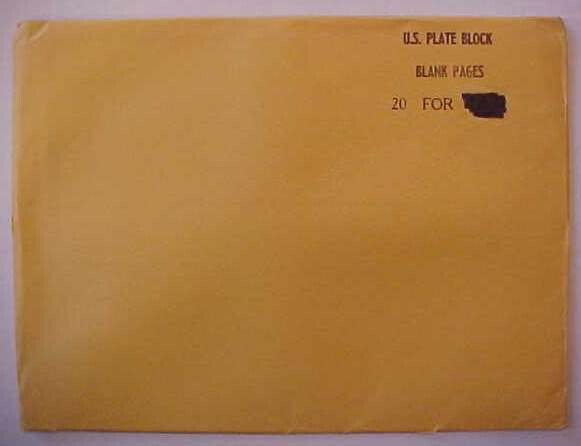 U.S. PLATE BLOCK
BLANK PAGES
20 FOR